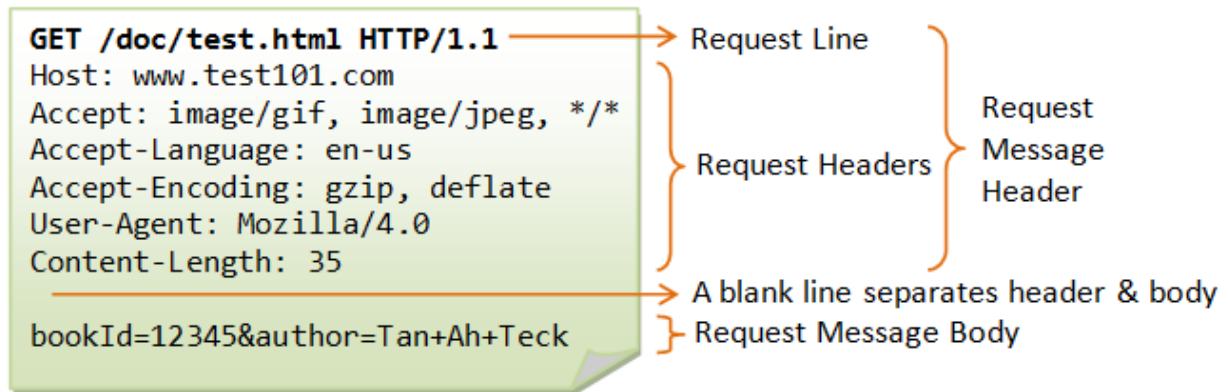 GET /doc/test.html HTTP/1.1
Host: www.test101.com
Accept: image/gif, image/jpeg, */*
Accept-Language: en-us
Accept-Encoding: gzip, deflate
User-Agent: Mozilla/4.0
Content-Length: 35
bookId=12345&author=Tan+Ah+Teck
Request Line
Request Headers
Request
Message
Header
A blank line separates header & body
Request Message Body